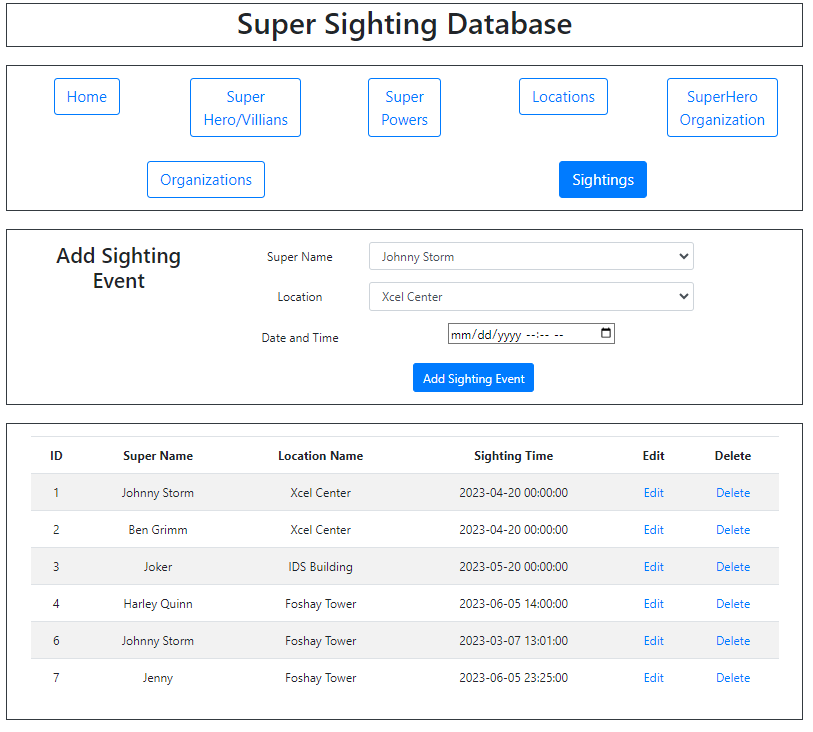 Super Sighting Database
Home
Super
Hero/Villians
Super
Powers
Locations
SuperHero
Organization
Organizations
Sightings
Add Sighting
Event
Super Name
Johnny Storm
Location
Xcel Center
Date and Time
mm/dd/yyyy --:-- --
Add Sighting Event
ID Super Name Location Name Sighting Time Edit Delete
1 Johnny Storm Xcel Center 2023-04-20 00:00:00 Edit Delete
2 Ben Grimm Xcel Center 2023-04-20 00:00:00 Edit Delete
3 Joker IDS Building 2023-05-20 00:00:00 Edit Delete
4 Harley Quinn Foshay Tower 2023-06-05 14:00:00 Edit Delete
6 Johnny Storm Foshay Tower 2023-03-07 13:01:00 Edit Delete
7 Jenny Foshay Tower 2023-06-05 23:25:00 Edit Delete